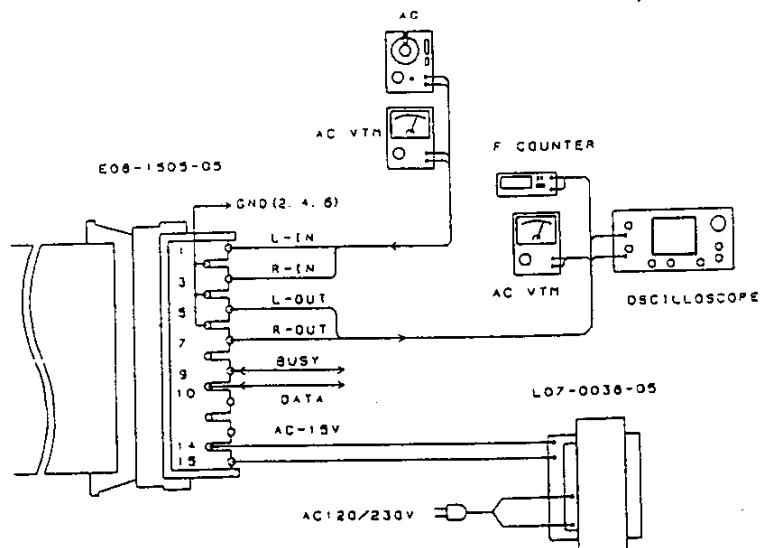 AC
AC VTM
F COUNTER
E08-1505-05
GND(2. 4. 6)
L-IN
1
R-IN
3
L-OUT
5
AC VTM
OSCILLOSCOPE
R-OUT
7
BUSY
9
10
DATA
L07-0036-05
AC-15V
14
15
AC120/230V